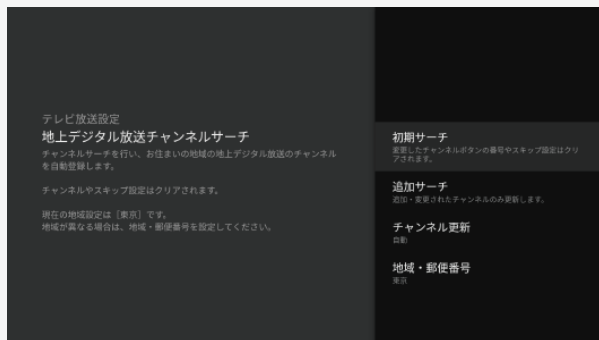 テレビ放送設定
地上デジタル放送チャンネルサーチ
チャンネルサーチを行い、お住まいの地域の地上デジタル放送のチャンネル
を自動登録します。
チャンネルやスキップ設定はクリアされます。
現在の地域設定は［東京］です。
地域が異なる場合は、地域・郵便番号を設定してください。
初期サーチ
変更したチャンネルボタンの番号やスキップ設定はクリ
アされます。
追加サーチ
追加・変更されたチャンネルのみ更新します。
チャンネル更新
自動
地域・郵便番号
東京